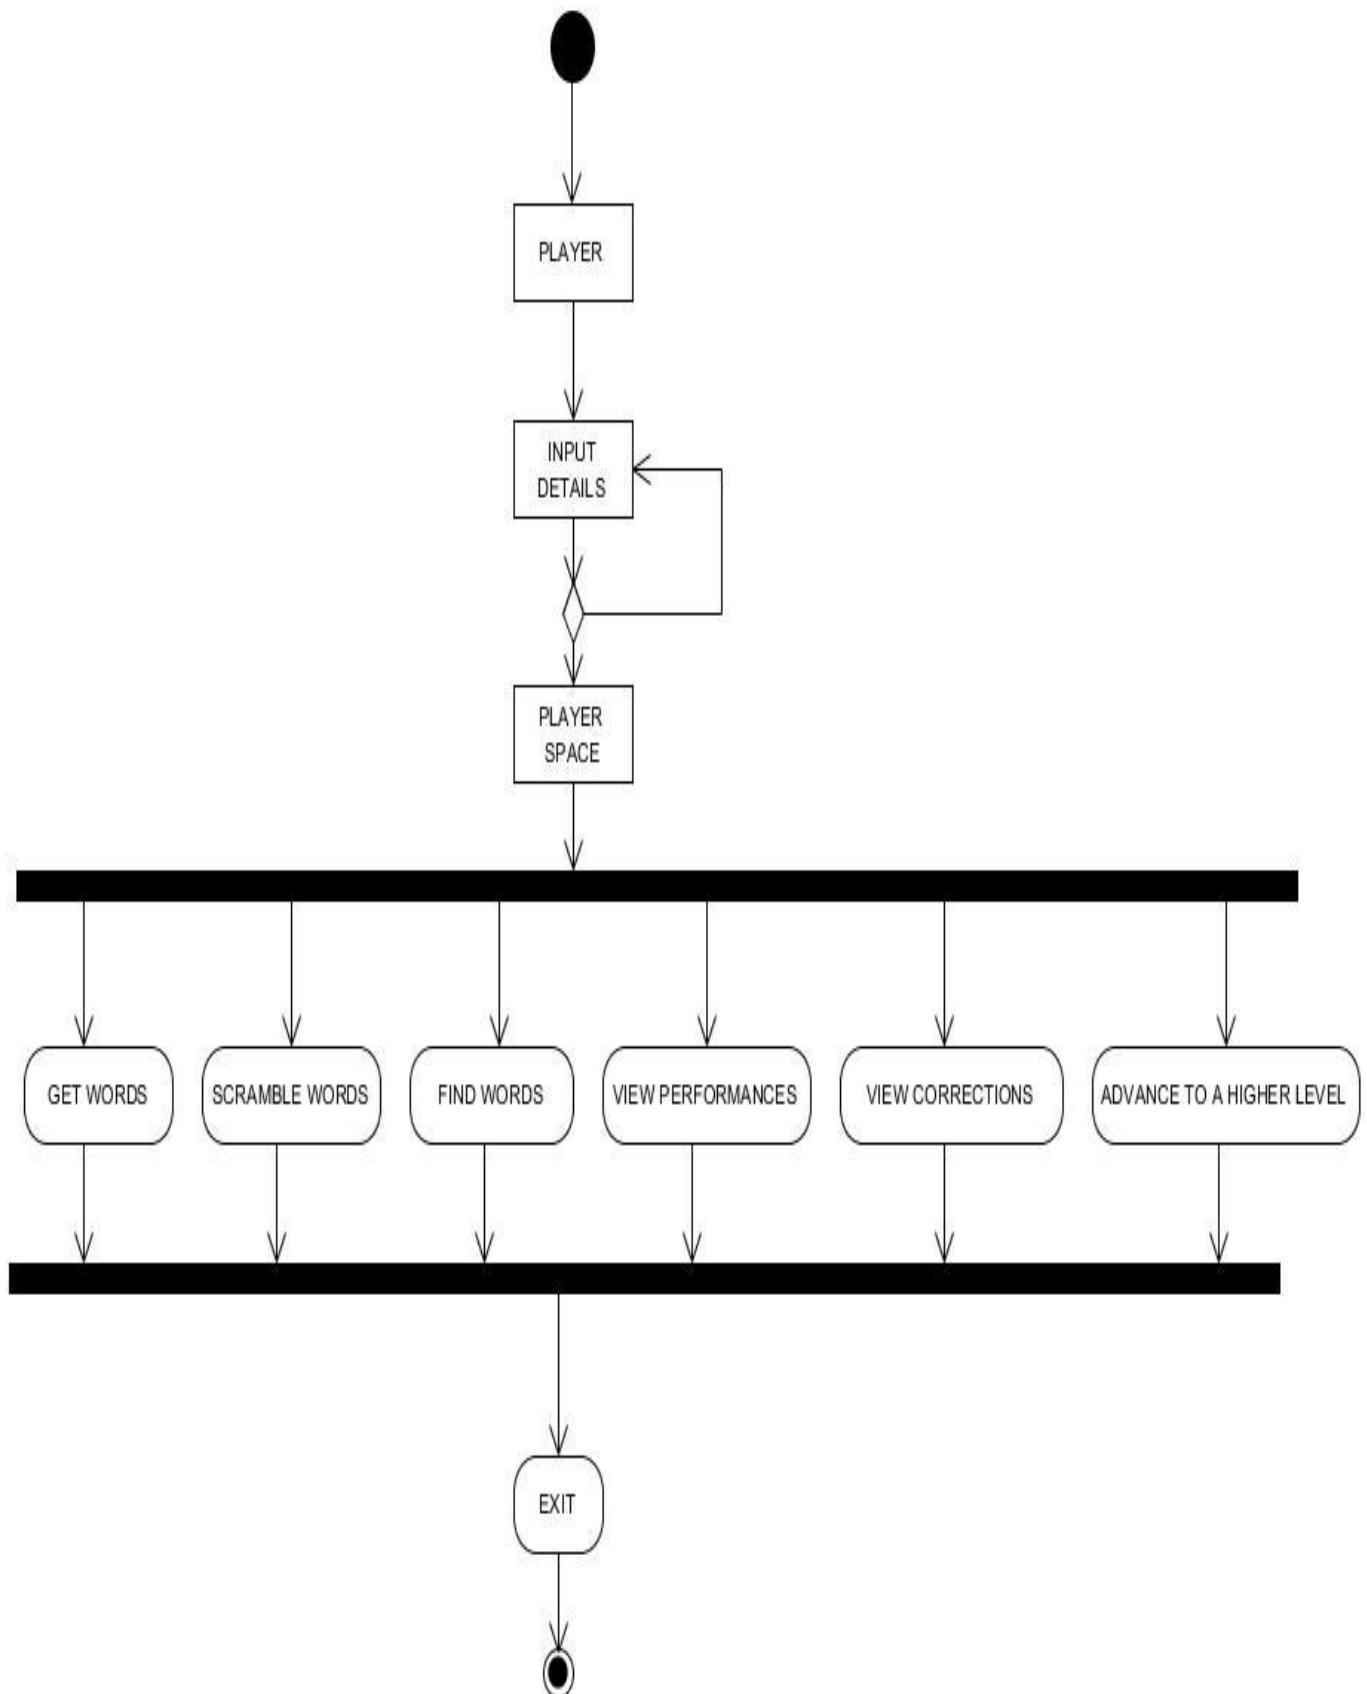 PLAYER
INPUT
DETAILS
PLAYER
SPACE
GET WORDS
SCRAMBLE WORDS
FIND WORDS
VIEW PERFORMANCES
VIEW CORRECTIONS
ADVANCE TO A HIGHER LEVEL
EXIT